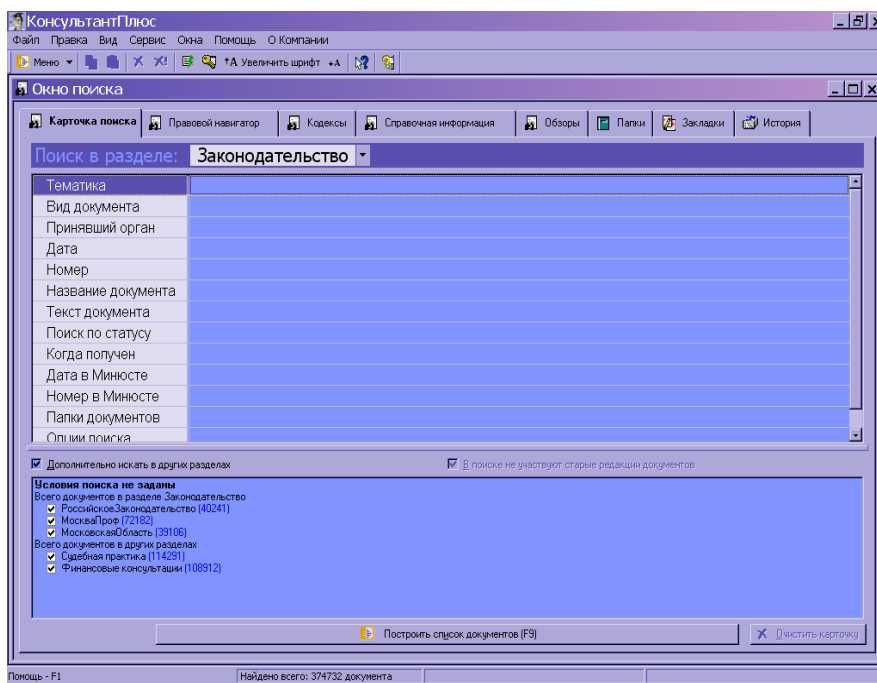 КонсультантПлюс
Файл Правка Вид Сервис Окна Помощь О Компании
Меню ↑А Увеличить шрифт ↓А
Окно поиска
Карточка поиска Правовой навигатор Кодексы Справочная информация Обзоры Папки Закладки История
Поиск в разделе: Законодательство
Тематика
Вид документа
Принявший орган
Дата
Номер
Название документа
Текст документа
Поиск по статусу
Когда получен
Дата в Минюсте
Номер в Минюсте
Папки документов
Опции поиска
Дополнительно искать в других разделах В поиске не участвуют старые редакции документов
Условия поиска не заданы
Всего документов в разделе Законодательство
РоссийскоеЗаконодательство (40241)
МоскваПроф (72182)
МосковскаяОбласть (39106)
Всего документов в других разделах
Судебная практика (114291)
Финансовые консультации (108912)
Построить список документов (F9) Очистить карточку
Помощь - F1 Найдено всего: 374732 документа